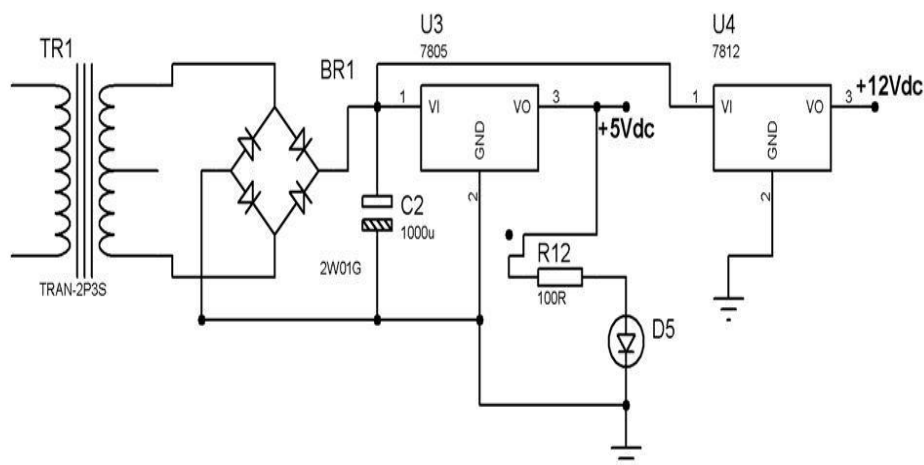 TR1
TRAN-2P3S
BR1
2W01G
C2
1000u
U3
7805
1
VI
VO
3
GND
2
+5Vdc
R12
100R
D5
U4
7812
1
VI
VO
3
GND
2
+12Vdc